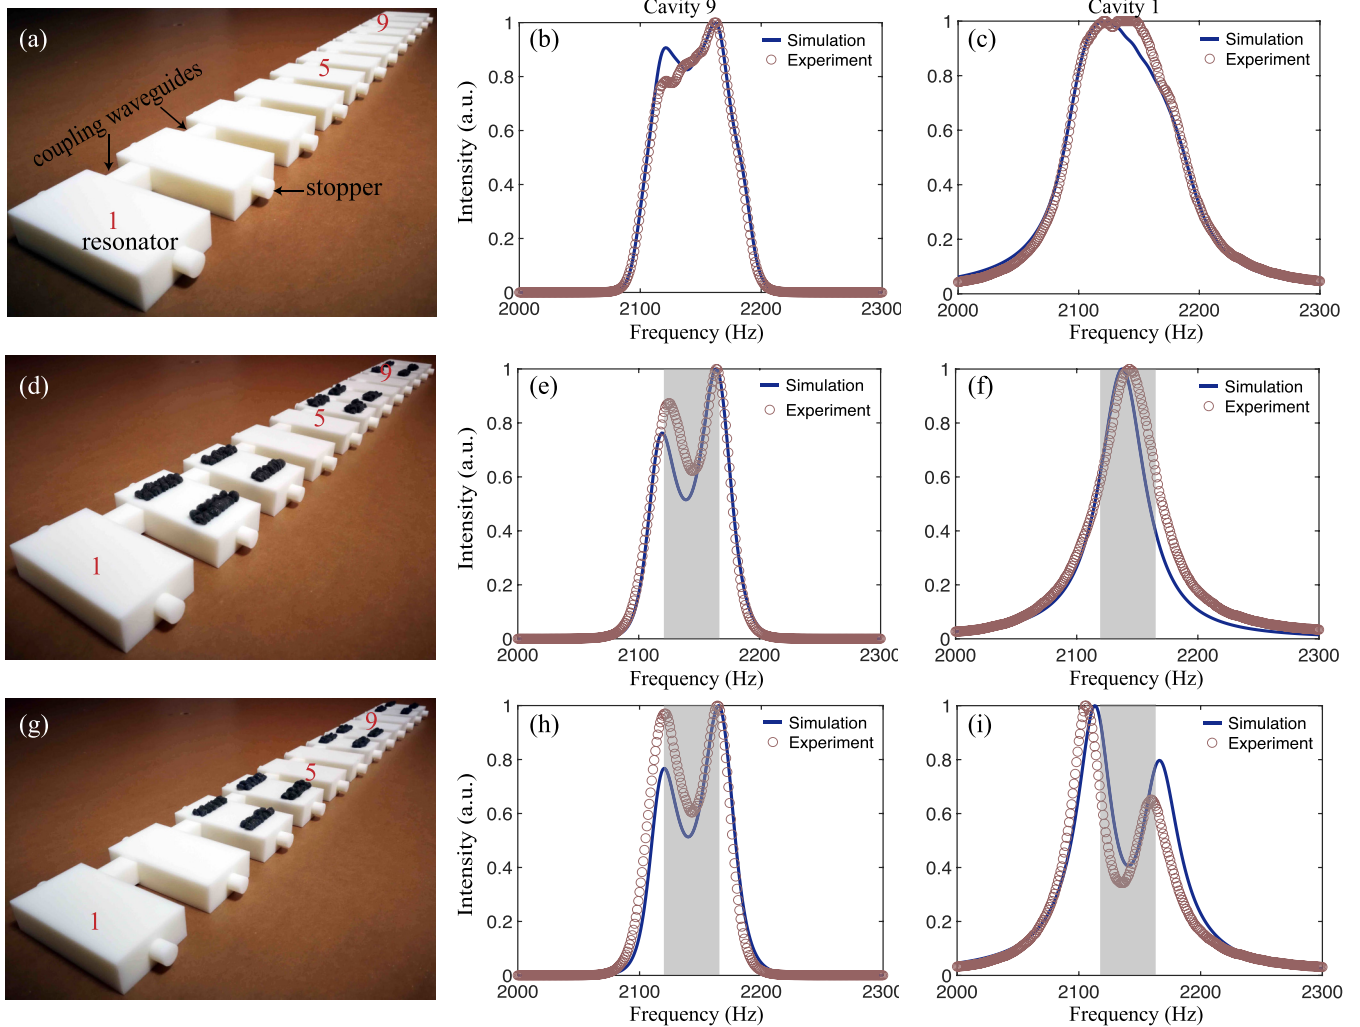 Cavity 9
Cavity 1
(a)
9
5
coupling waveguides
stopper
1
resonator
(b)
Simulation
Experiment
Intensity (a.u.)
1
0.8
0.6
0.4
0.2
0
2000
2100
2200
2300
Frequency (Hz)
(c)
Simulation
Experiment
Intensity (a.u.)
1
0.8
0.6
0.4
0.2
0
2000
2100
2200
2300
Frequency (Hz)
(d)
9
5
1
(e)
Simulation
Experiment
Intensity (a.u.)
1
0.8
0.6
0.4
0.2
0
2000
2100
2200
2300
Frequency (Hz)
(f)
Simulation
Experiment
Intensity (a.u.)
1
0.8
0.6
0.4
0.2
0
2000
2100
2200
2300
Frequency (Hz)
(g)
9
5
1
(h)
Simulation
Experiment
Intensity (a.u.)
1
0.8
0.6
0.4
0.2
0
2000
2100
2200
2300
Frequency (Hz)
(i)
Simulation
Experiment
Intensity (a.u.)
1
0.8
0.6
0.4
0.2
0
2000
2100
2200
2300
Frequency (Hz)